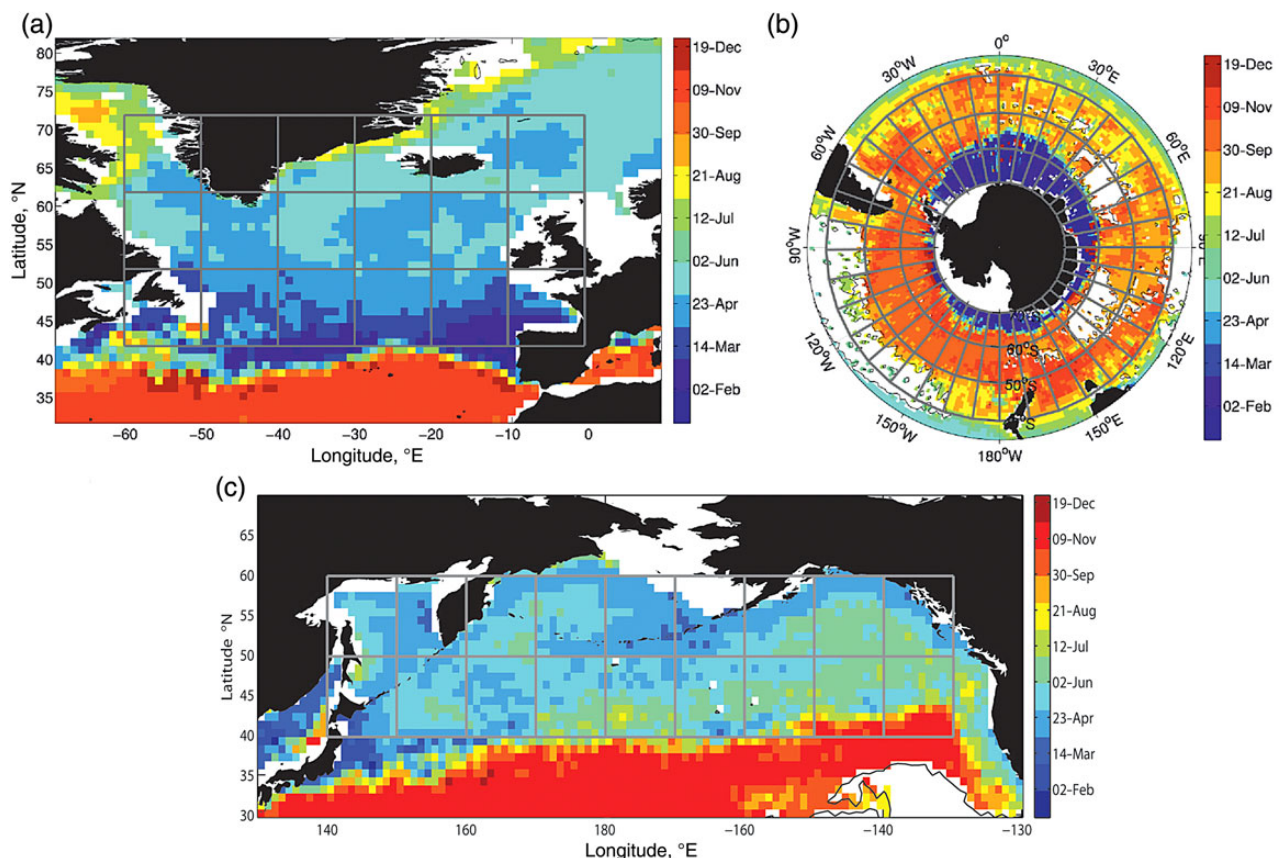 (a)
80
75
70
65
60
55
50
45
40
35
Latitude, °N
−60
−50
−40
−30
−20
−10
0
Longitude, °E
19-Dec
09-Nov
30-Sep
21-Aug
12-Jul
02-Jun
23-Apr
14-Mar
02-Feb
(b)
0°
30°W
30°E
60°W
60°E
90°W
120°W
120°E
150°W
150°E
180°W
60°S
50°S
19-Dec
09-Nov
30-Sep
21-Aug
12-Jul
02-Jun
23-Apr
14-Mar
02-Feb
(c)
65
60
55
50
45
40
35
30
Latitude °N
140
160
180
−160
−140
−130
Longitude, °E
19-Dec
09-Nov
30-Sep
21-Aug
12-Jul
02-Jun
23-Apr
14-Mar
02-Feb